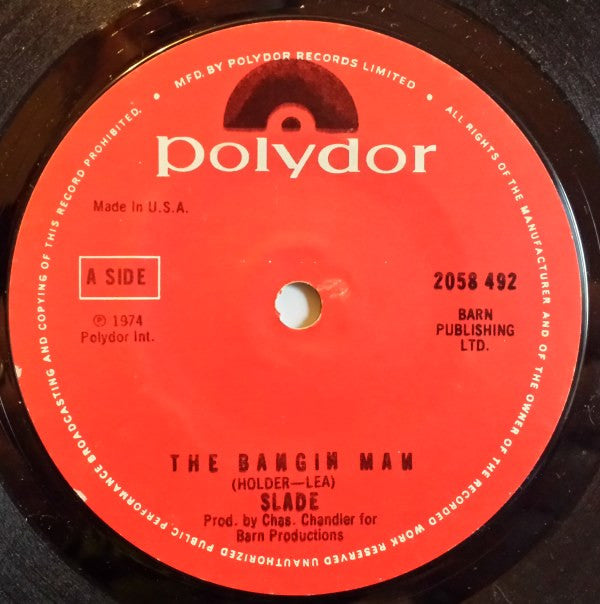 MFD. BY POLYDOR RECORDS LIMITED
polydor
Made In U.S.A.
A SIDE
℗ 1974
Polydor Int.
2058 492
BARN
PUBLISHING
LTD.
THE BANGIN MAN
(HOLDER—LEA)
SLADE
Prod. by Chas. Chandler for
Barn Productions
ALL RIGHTS OF THE MANUFACTURER AND OF THE OWNER OF THE RECORDED WORK RESERVED UNAUTHORIZED PUBLIC PERFORMANCE BROADCASTING AND COPYING OF THIS RECORD PROHIBITED.